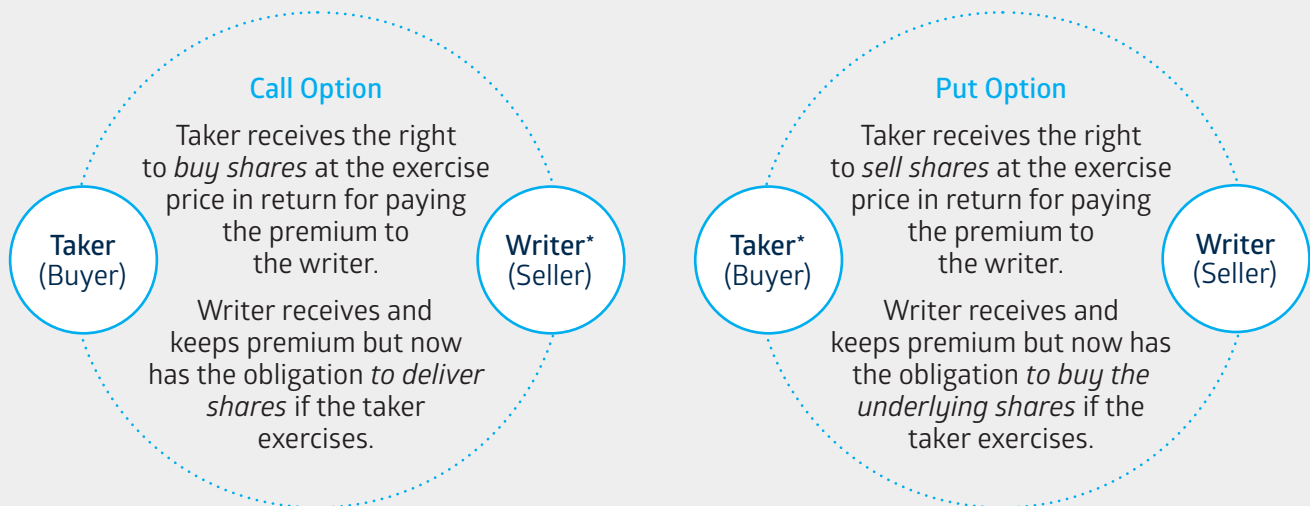 Call Option
Taker receives the right
to buy shares at the exercise
price in return for paying
the premium to
the writer.
Writer receives and
keeps premium but now
has the obligation to deliver
shares if the taker
exercises.
Taker
(Buyer)
Writer*
(Seller)
Put Option
Taker receives the right
to sell shares at the exercise
price in return for paying
the premium to
the writer.
Writer receives and
keeps premium but now has
the obligation to buy the
underlying shares if the
taker exercises.
Taker*
(Buyer)
Writer
(Seller)